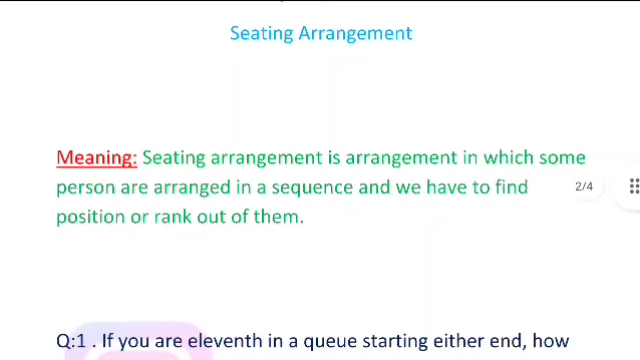 Seating Arrangement
Meaning: Seating arrangement is arrangement in which some
person are arranged in a sequence and we have to find
2/4
position or rank out of them.
Q:1 . If you are eleventh in a queue starting either end, how